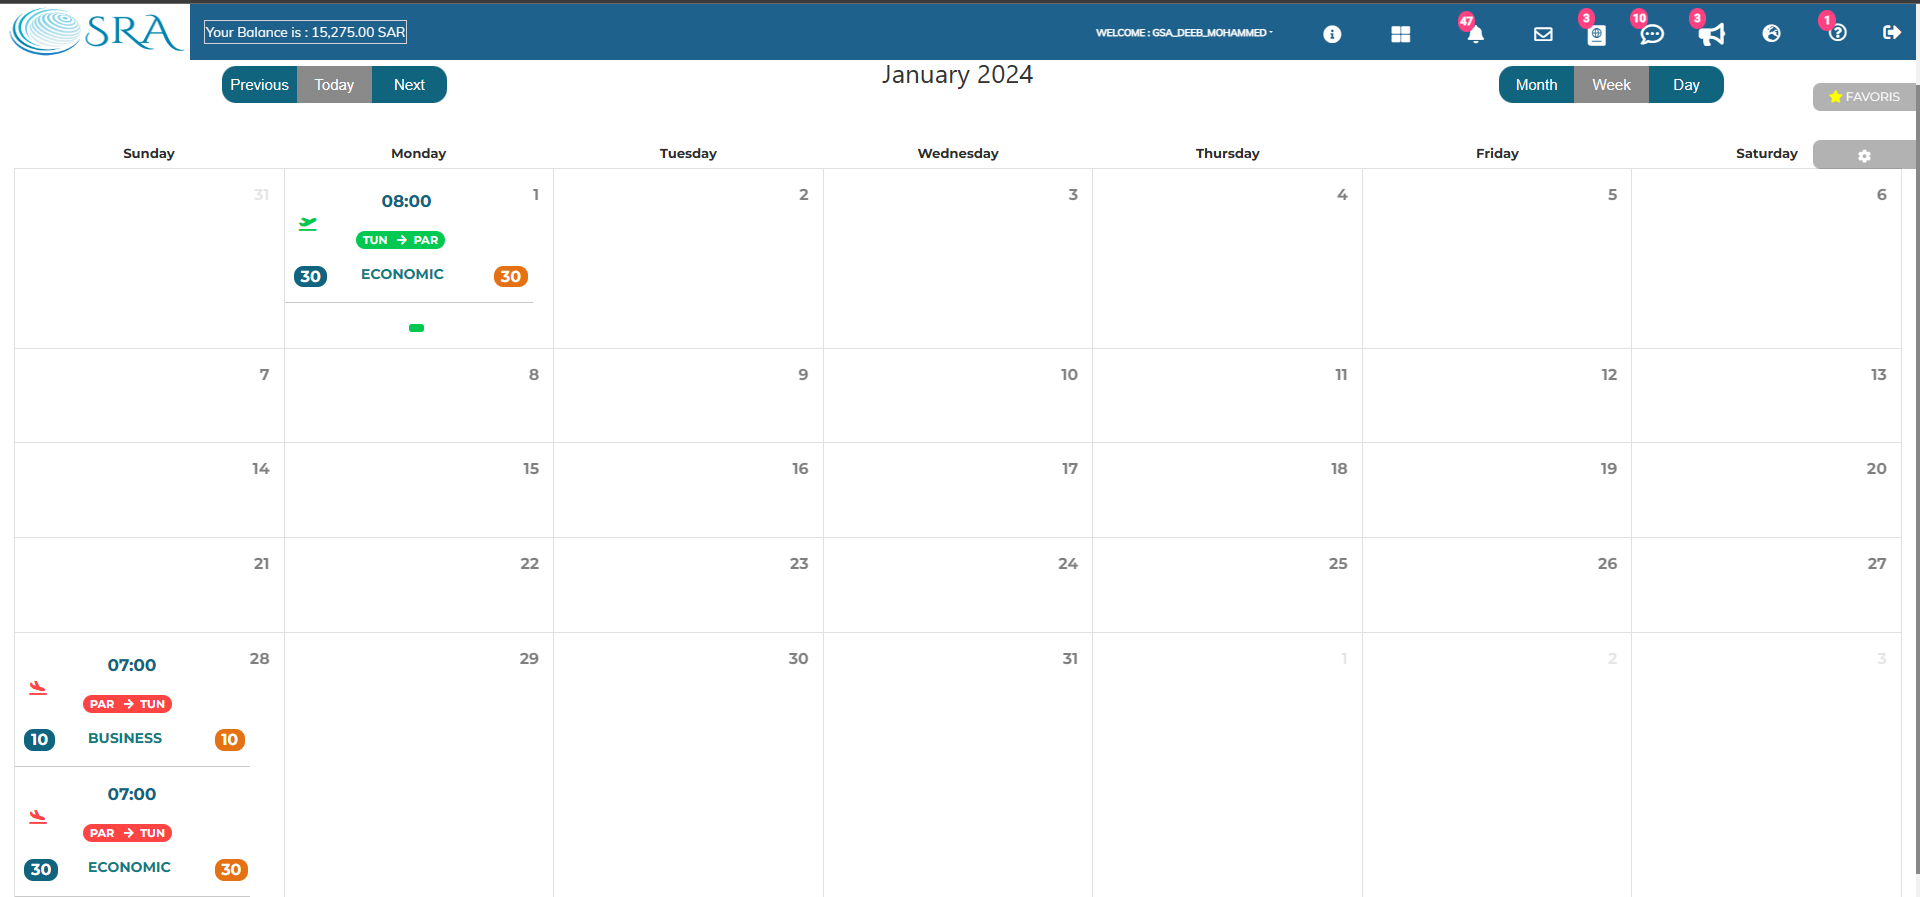 SRA
Your Balance is : 15,275.00 SAR
WELCOME : GSA_DEEB_MOHAMMED
47
3
10
3
1
Previous
Today
Next
January 2024
Month
Week
Day
FAVORIS
Sunday
Monday
Tuesday
Wednesday
Thursday
Friday
Saturday
31
1
08:00
TUN → PAR
30
ECONOMIC
30
2
3
4
5
6
7
8
9
10
11
12
13
14
15
16
17
18
19
20
21
22
23
24
25
26
27
28
07:00
PAR → TUN
10
BUSINESS
10
07:00
PAR → TUN
30
ECONOMIC
30
29
30
31
1
2
3